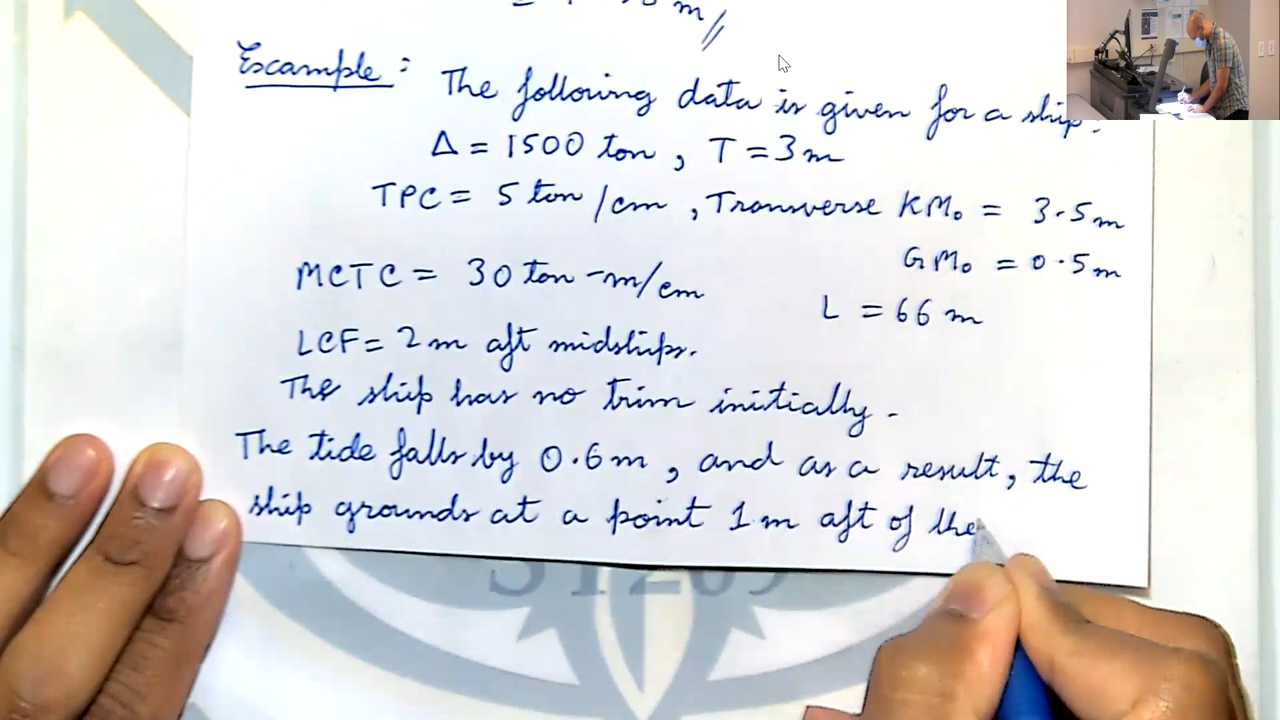 Example : The following data is given for a ship.
Δ = 1500 ton , T = 3 m
TPC = 5 ton /cm , Transverse KM₀ = 3.5 m
GM₀ = 0.5 m
MCTC = 30 ton -m/cm
L = 66 m
LCF = 2 m aft midships.
The ship has no trim initially.
The tide falls by 0.6 m , and as a result, the
ship grounds at a point 1 m aft of the